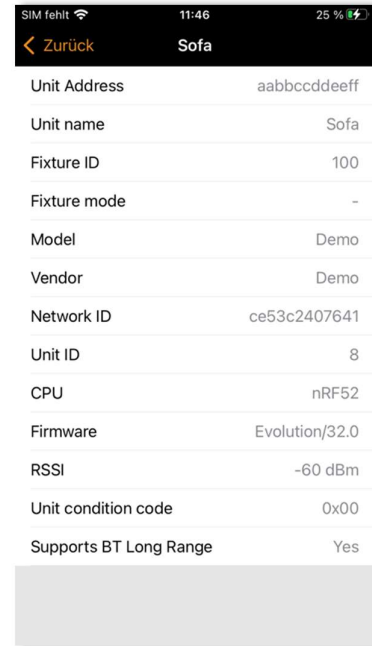 SIM fehlt 11:46 25 %
Zurück Sofa
Unit Address aabbccddeeff
Unit name Sofa
Fixture ID 100
Fixture mode -
Model Demo
Vendor Demo
Network ID ce53c2407641
Unit ID 8
CPU nRF52
Firmware Evolution/32.0
RSSI -60 dBm
Unit condition code 0x00
Supports BT Long Range Yes